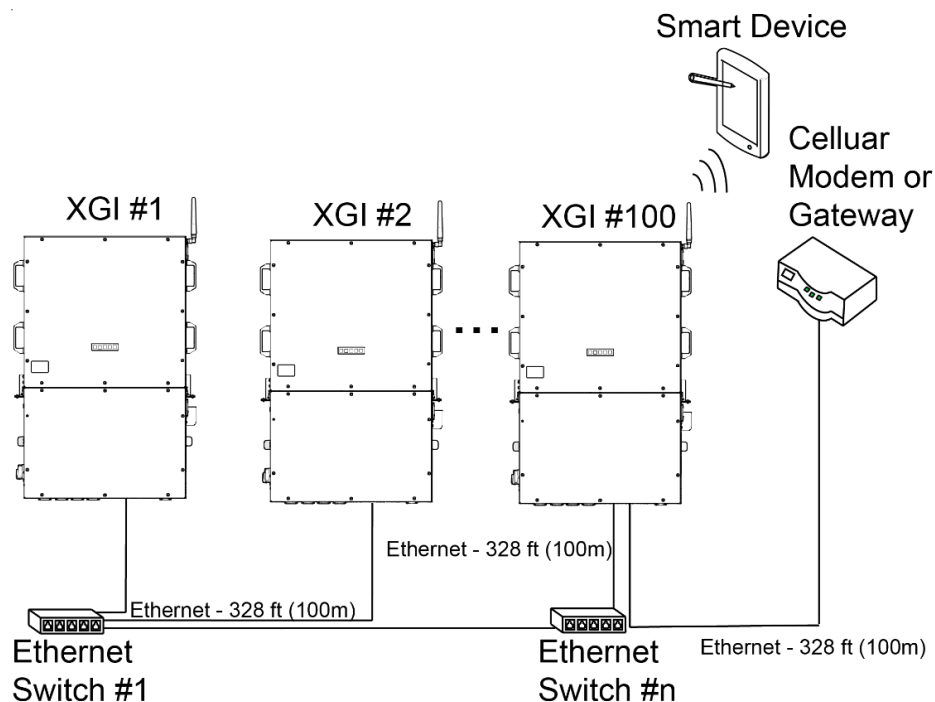 Smart Device
Celluar
Modem or
Gateway
XGI #1
XGI #2
XGI #100
...
Ethernet - 328 ft (100m)
Ethernet - 328 ft (100m)
Ethernet - 328 ft (100m)
Ethernet
Switch #1
Ethernet
Switch #n